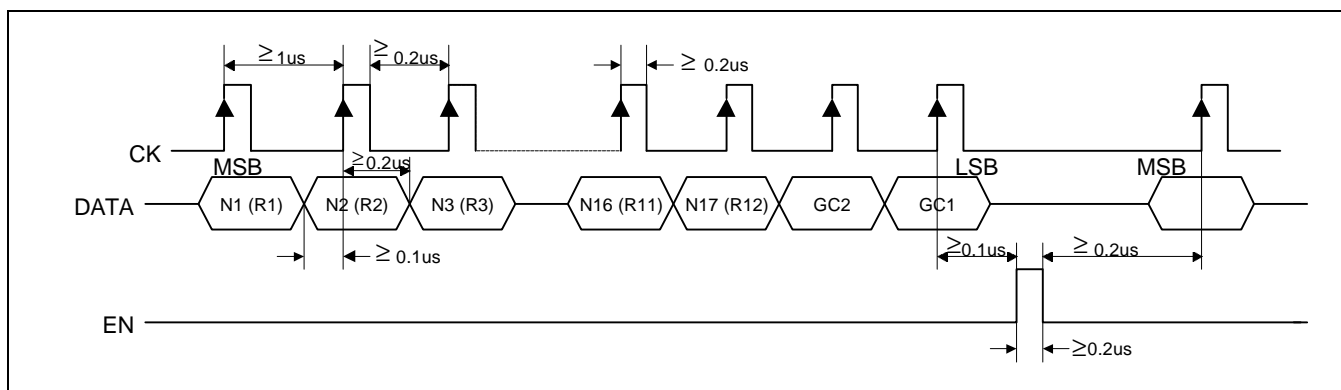 ≥ 1us
≥ 0.2us
≥ 0.2us
CK
MSB
≥0.2us
LSB
MSB
DATA
N1 (R1)
N2 (R2)
N3 (R3)
N16 (R11)
N17 (R12)
GC2
GC1
≥ 0.1us
≥0.1us
≥ 0.2us
EN
≥0.2us